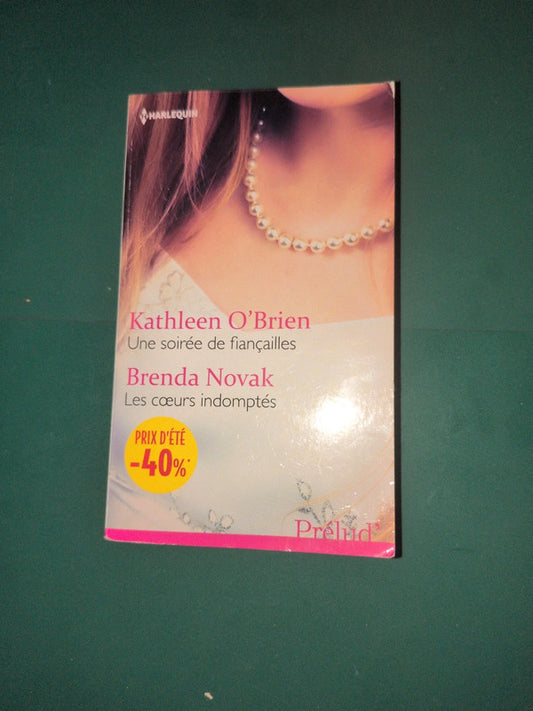 HARLEQUIN
Kathleen O'Brien
Une soirée de fiançailles
Brenda Novak
Les cœurs indomptés
PRIX D'ÉTÉ
-40%*
Prélud'